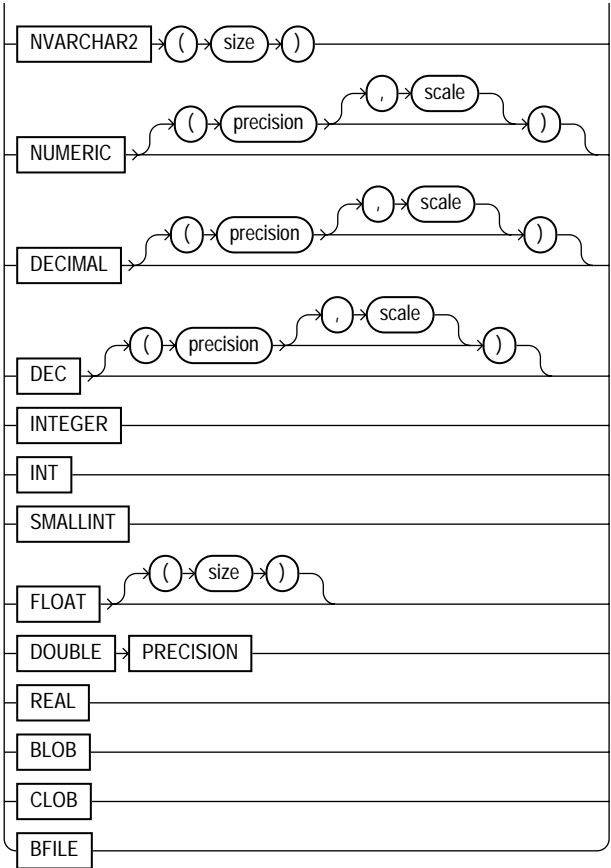 NVARCHAR2 ( size )
, scale
( precision )
NUMERIC
, scale
( precision )
DECIMAL
, scale
( precision )
DEC
INTEGER
INT
SMALLINT
( size )
FLOAT
DOUBLE PRECISION
REAL
BLOB
CLOB
BFILE